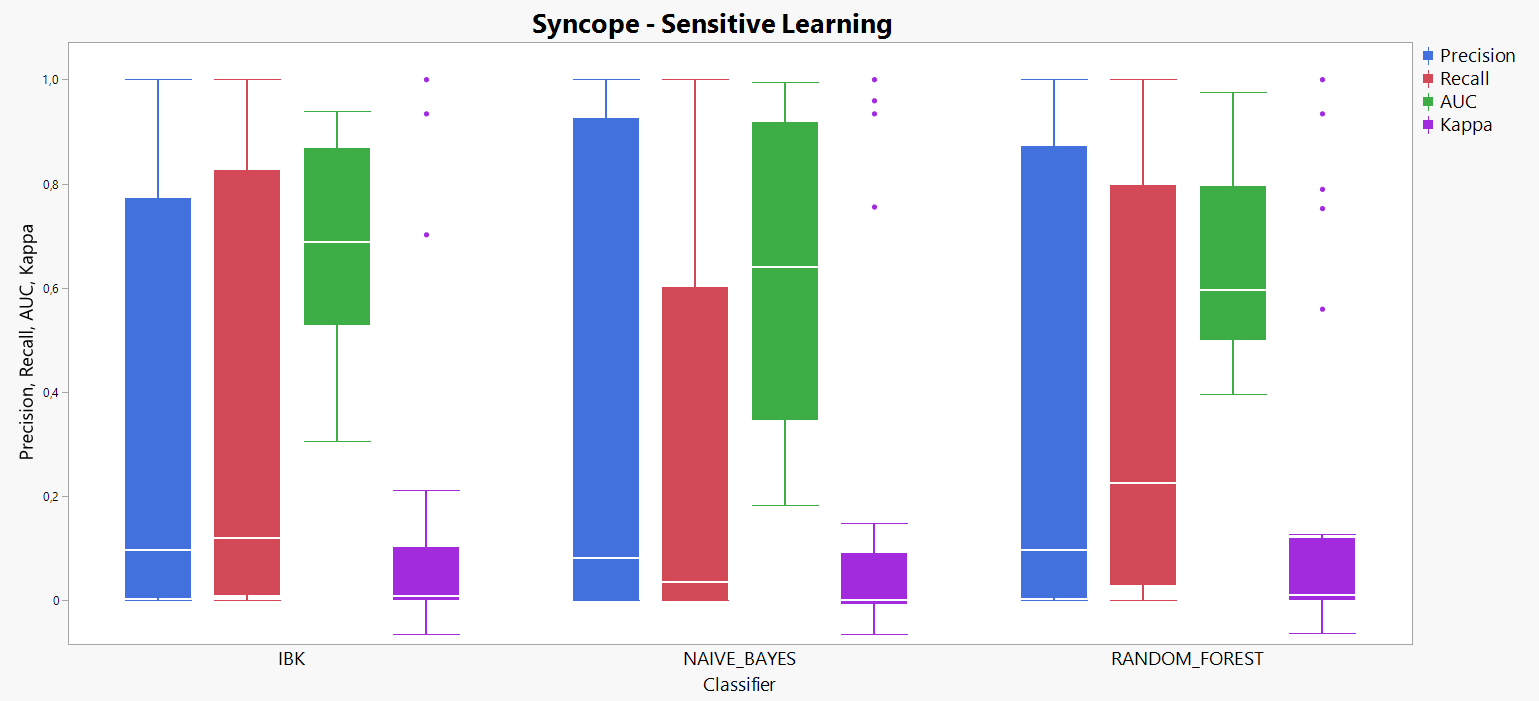 Syncope - Sensitive Learning
Precision
Recall
AUC
Kappa
Precision, Recall, AUC, Kappa
1,0
0,8
0,6
0,4
0,2
0
IBK
NAIVE_BAYES
RANDOM_FOREST
Classifier